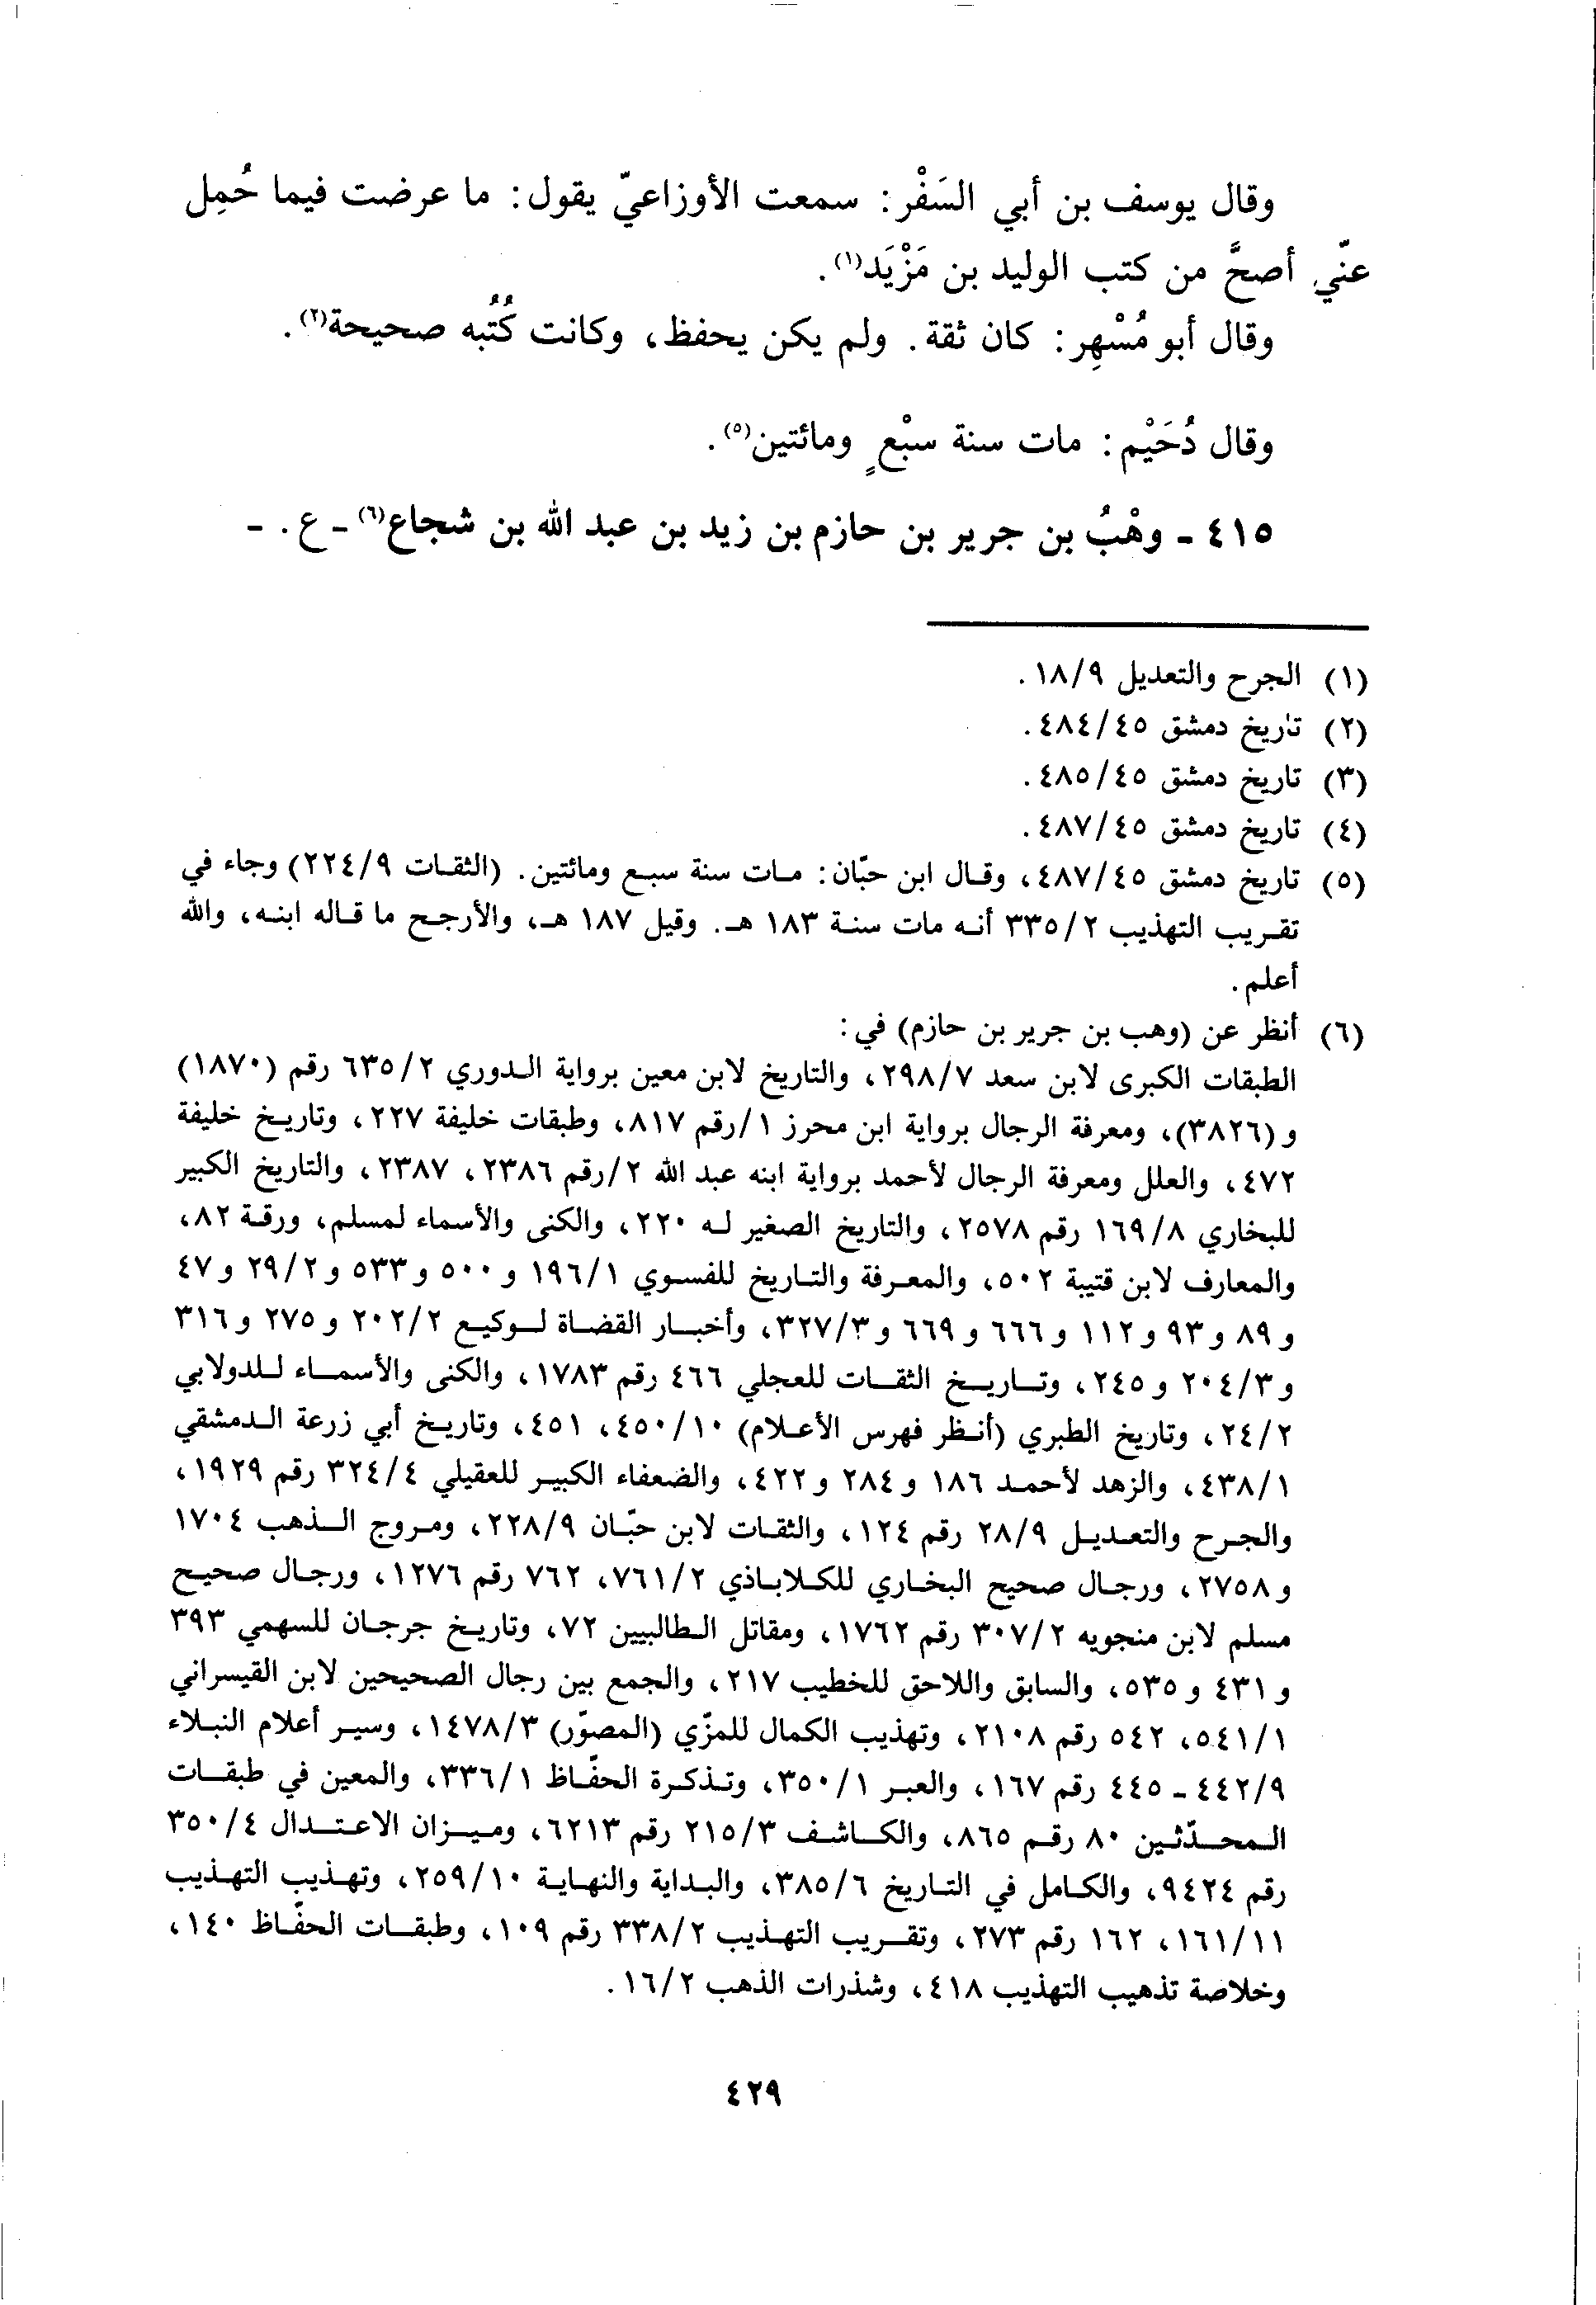 وقال يوسف بن أبي السَفْر: سمعت الأوزاعيّ يقول: ما عرضت فيما حُمِل
عنّي أصحَّ من كتب الوليد بن مَزْيَد(١).
وقال أبو مُسْهِر: كان ثقة. ولم يكن يحفظ، وكانت كُتُبه صحيحة(٢).
وقال دُحَيْم: مات سنة سبْعٍ ومائتين(٥).
٤١٥ - وهْبُ بن جرير بن حازم بن زيد بن عبد الله بن شجاع(٦) - ع. -
(١) الجرح والتعديل ١٨/٩.
(٢) تاريخ دمشق ٤٨٤/٤٥.
(٣) تاريخ دمشق ٤٨٥/٤٥.
(٤) تاريخ دمشق ٤٨٧/٤٥.
(٥) تاريخ دمشق ٤٨٧/٤٥، وقال ابن حبّان: مات سنة سبع ومائتين. (الثقات ٢٢٤/٩) وجاء في
تقريب التهذيب ٣٣٥/٢ أنه مات سنة ١٨٣ هـ. وقيل ١٨٧ هـ، والأرجح ما قاله ابنه، والله
أعلم.
(٦) أنظر عن (وهب بن جرير بن حازم) في:
الطبقات الكبرى لابن سعد ٢٩٨/٧، والتاريخ لابن معين برواية الدوري ٦٣٥/٢ رقم (١٨٧٠)
و (٣٨٢٦)، ومعرفة الرجال برواية ابن محرز ١/رقم ٨١٧، وطبقات خليفة ٢٢٧، وتاريخ خليفة
٤٧٢، والعلل ومعرفة الرجال لأحمد برواية ابنه عبد الله ٢/رقم ٢٣٨٦، ٢٣٨٧، والتاريخ الكبير
للبخاري ١٦٩/٨ رقم ٢٥٧٨، والتاريخ الصغير له ٢٢٠، والكنى والأسماء لمسلم، ورقة ٨٢،
والمعارف لابن قتيبة ٥٠٢، والمعرفة والتاريخ للفسوي ١٩٦/١ و ٥٠٠ و ٥٣٣ و ٢٩/٢ و ٤٧
و ٨٩ و ٩٣ و ١١٢ و ٦٦٦ و ٦٦٩ و ٣٢٧/٣، وأخبار القضاة لوكيع ٢٠٢/٢ و ٢٧٥ و ٣١٦
و ٢٠٤/٣ و ٢٤٥، وتاريخ الثقات للعجلي ٤٦٦ رقم ١٧٨٣، والكنى والأسماء للدولابي
٢٤/٢، وتاريخ الطبري (أنظر فهرس الأعلام) ٤٥٠/١٠، ٤٥١، وتاريخ أبي زرعة الدمشقي
٤٣٨/١، والزهد لأحمد ١٨٦ و ٢٨٤ و ٤٢٢، والضعفاء الكبير للعقيلي ٣٢٤/٤ رقم ١٩٢٩،
والجرح والتعديل ٢٨/٩ رقم ١٢٤، والثقات لابن حبّان ٢٢٨/٩، ومروج الذهب ١٧٠٤
و ٢٧٥٨، ورجال صحيح البخاري للكلاباذي ٧٦١/٢، ٧٦٢ رقم ١٢٧٦، ورجال صحيح
مسلم لابن منجويه ٣٠٧/٢ رقم ١٧٦٢، ومقاتل الطالبيين ٧٢، وتاريخ جرجان للسهمي ٣٩٣
و ٤٣١ و ٥٣٥، والسابق واللاحق للخطيب ٢١٧، والجمع بين رجال الصحيحين لابن القيسراني
٥٤١/١، ٥٤٢ رقم ٢١٠٨، وتهذيب الكمال للمزّي (المصوّر) ١٤٧٨/٣، وسير أعلام النبلاء
٤٤٢/٩ - ٤٤٥ رقم ١٦٧، والعبر ٣٥٠/١، وتذكرة الحفّاظ ٣٣٦/١، والمعين في طبقات
المحدّثين ٨٠ رقم ٨٦٥، والكاشف ٢١٥/٣ رقم ٦٢١٣، وميزان الاعتدال ٣٥٠/٤
رقم ٩٤٢٤، والكامل في التاريخ ٣٨٥/٦، والبداية والنهاية ٢٥٩/١٠، وتهذيب التهذيب
١٦١/١١، ١٦٢ رقم ٢٧٣، وتقريب التهذيب ٣٣٨/٢ رقم ١٠٩، وطبقات الحفّاظ ١٤٠،
وخلاصة تذهيب التهذيب ٤١٨، وشذرات الذهب ١٦/٢.
٤٢٩